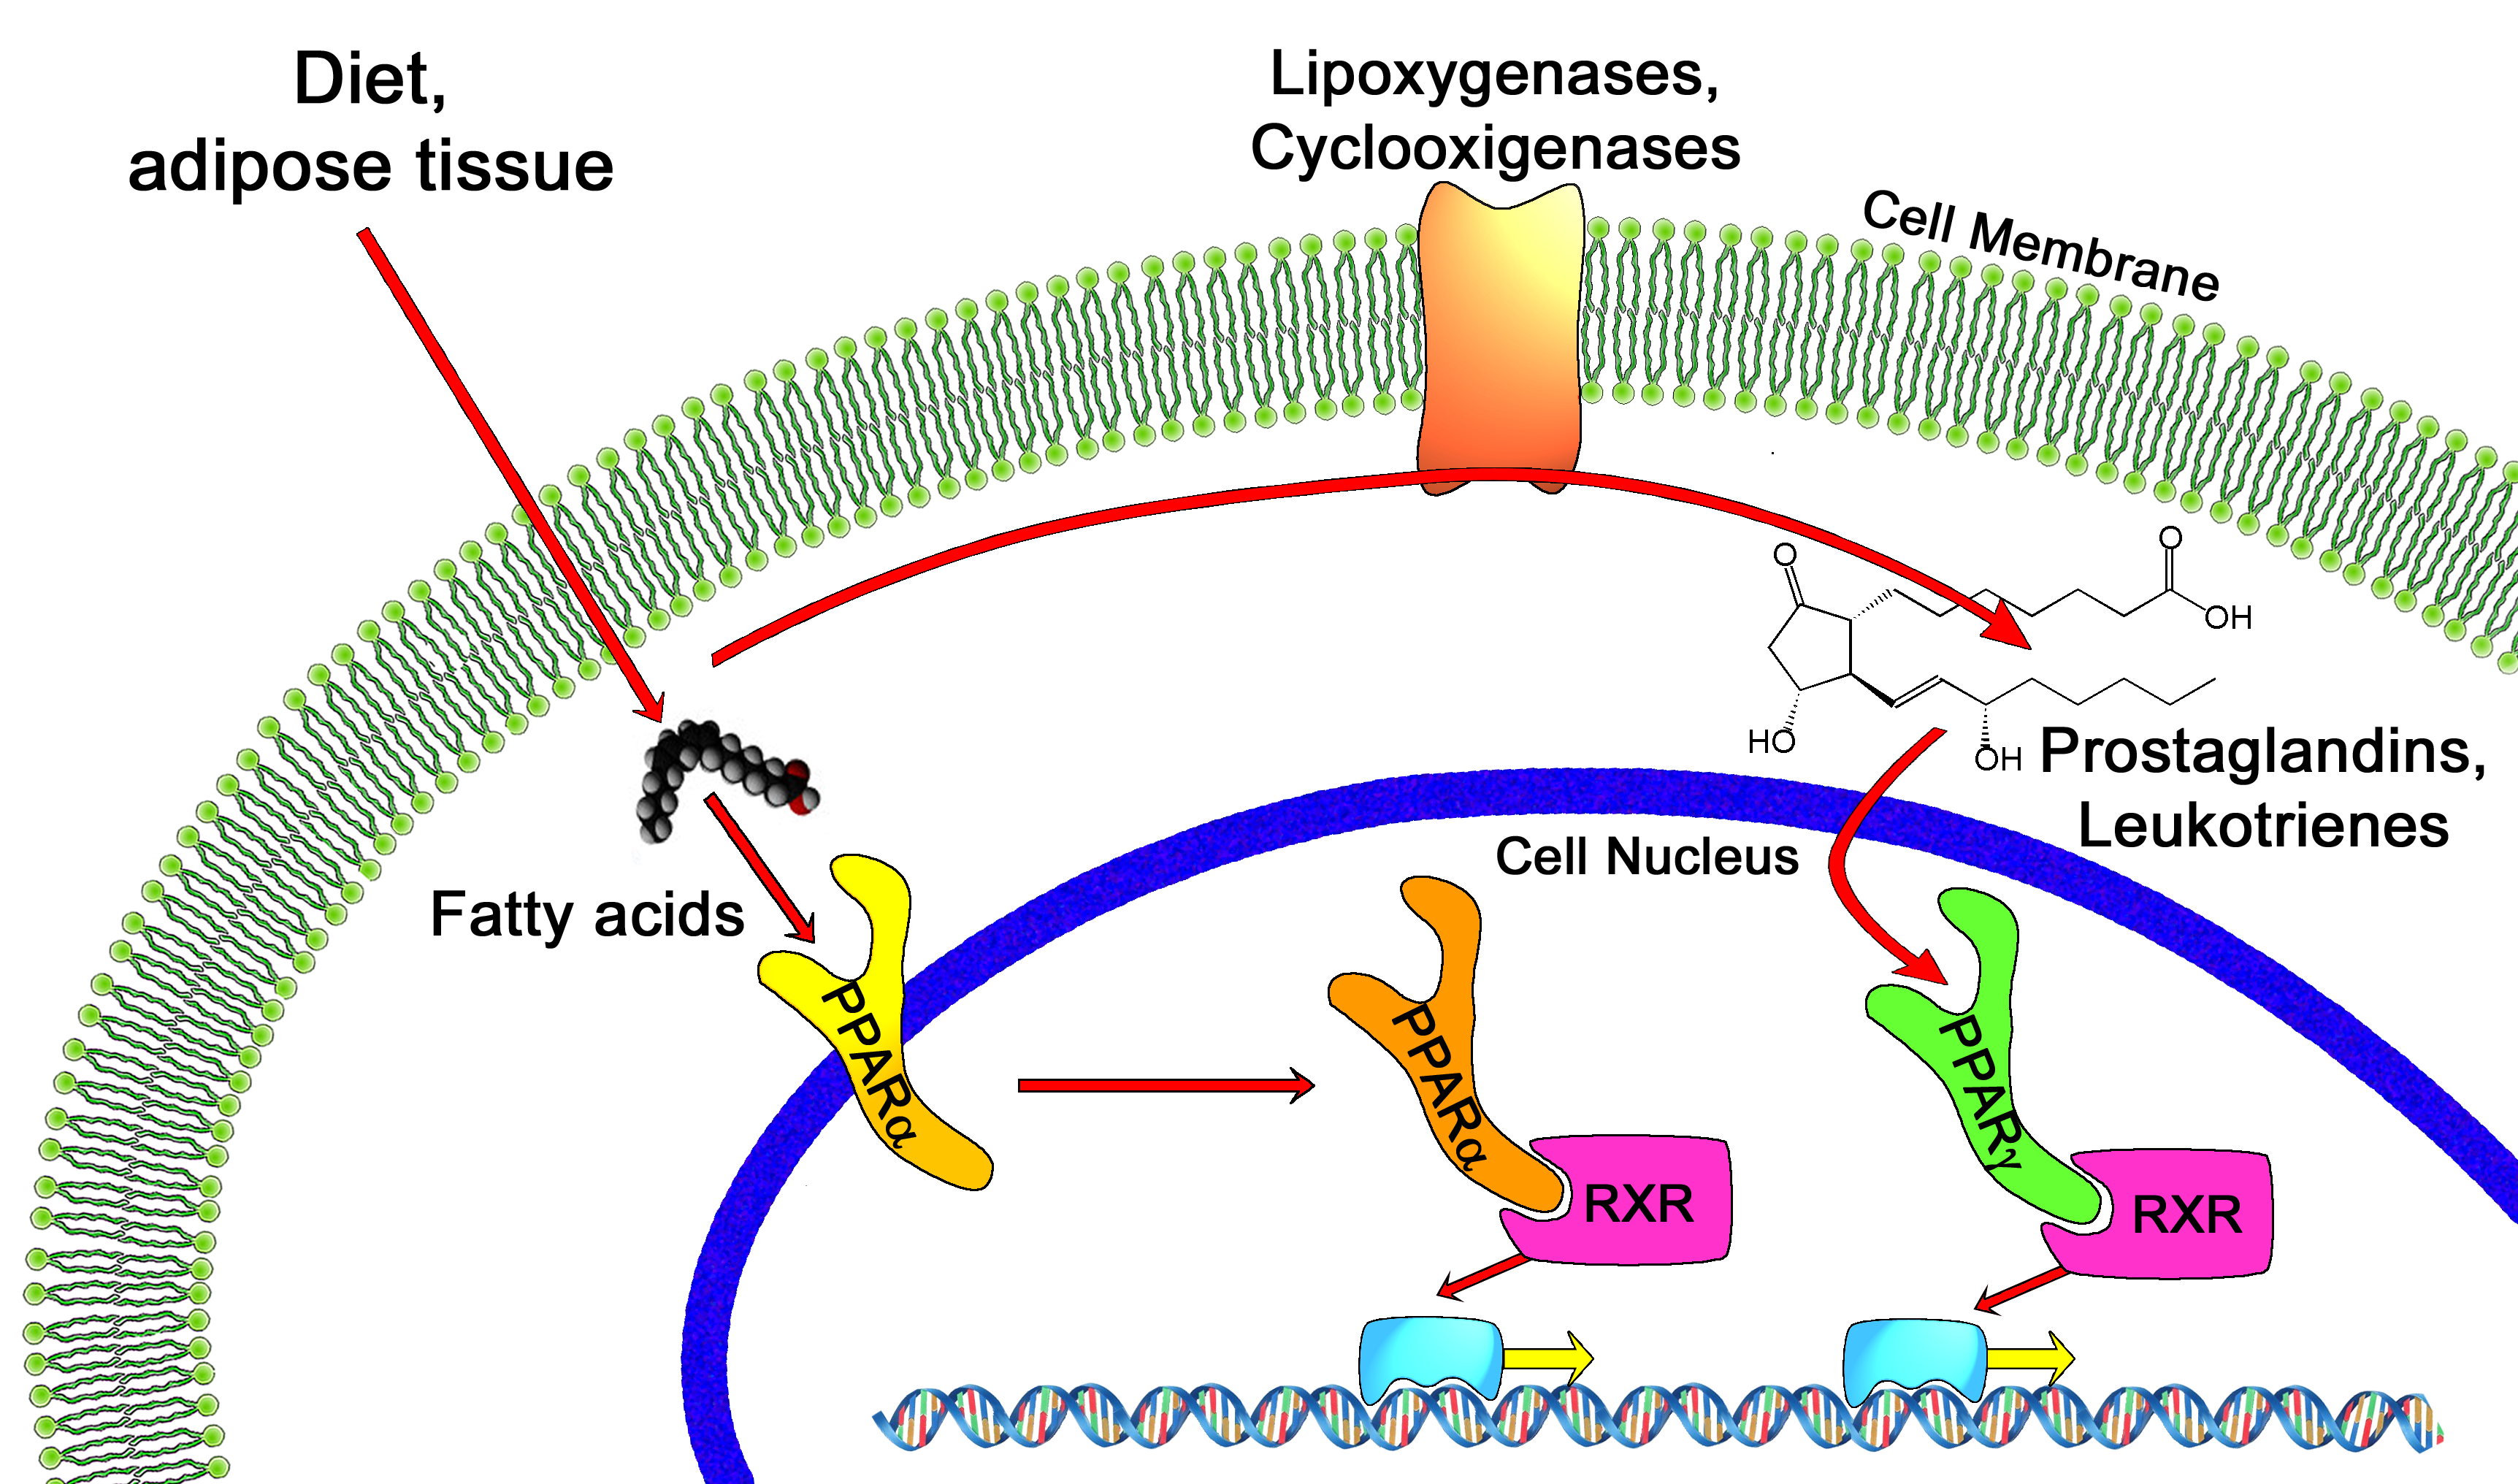 Diet,
adipose tissue
Lipoxygenases,
Cyclooxigenases
Cell Membrane
O
O
OH
HO
OH
Prostaglandins,
Leukotrienes
Cell Nucleus
Fatty acids
PPARα
PPARα
PPARγ
RXR
RXR